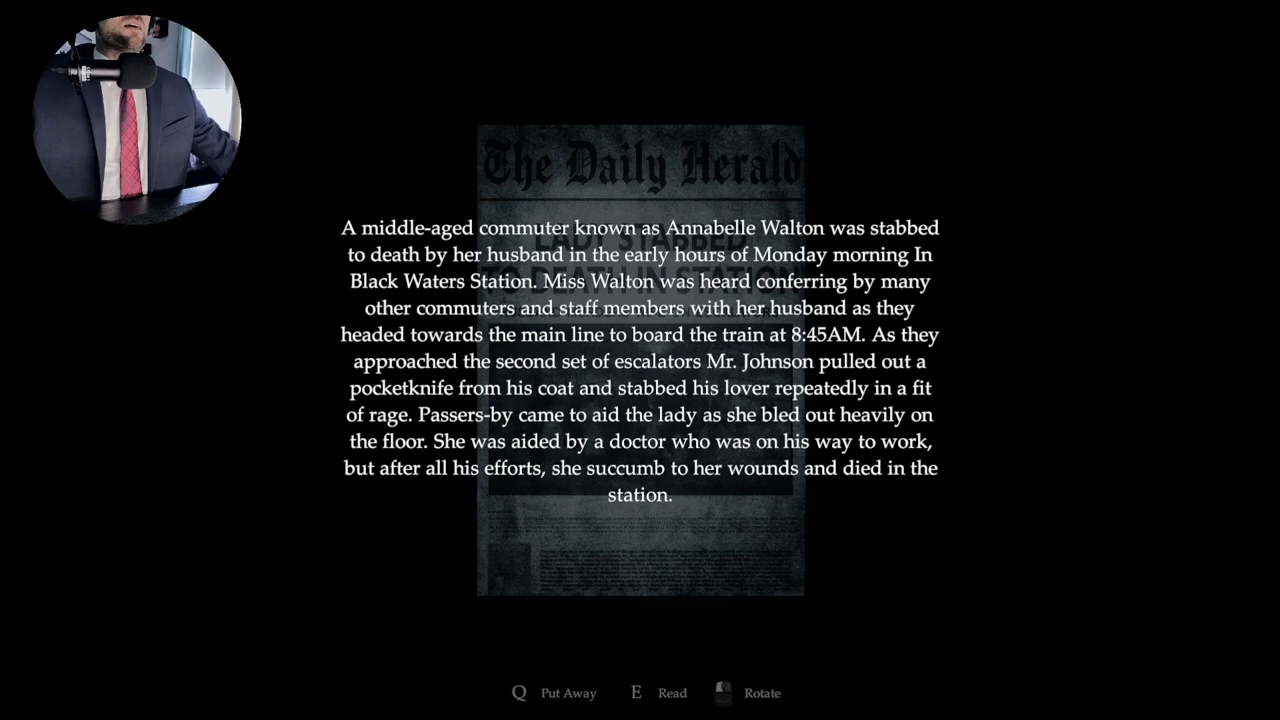 The Daily Herald
LADY STABBED
TO DEATH IN STATION
A middle-aged commuter known as Annabelle Walton was stabbed
to death by her husband in the early hours of Monday morning In
Black Waters Station. Miss Walton was heard conferring by many
other commuters and staff members with her husband as they
headed towards the main line to board the train at 8:45AM. As they
approached the second set of escalators Mr. Johnson pulled out a
pocketknife from his coat and stabbed his lover repeatedly in a fit
of rage. Passers-by came to aid the lady as she bled out heavily on
the floor. She was aided by a doctor who was on his way to work,
but after all his efforts, she succumb to her wounds and died in the
station.
Q Put Away E Read Rotate